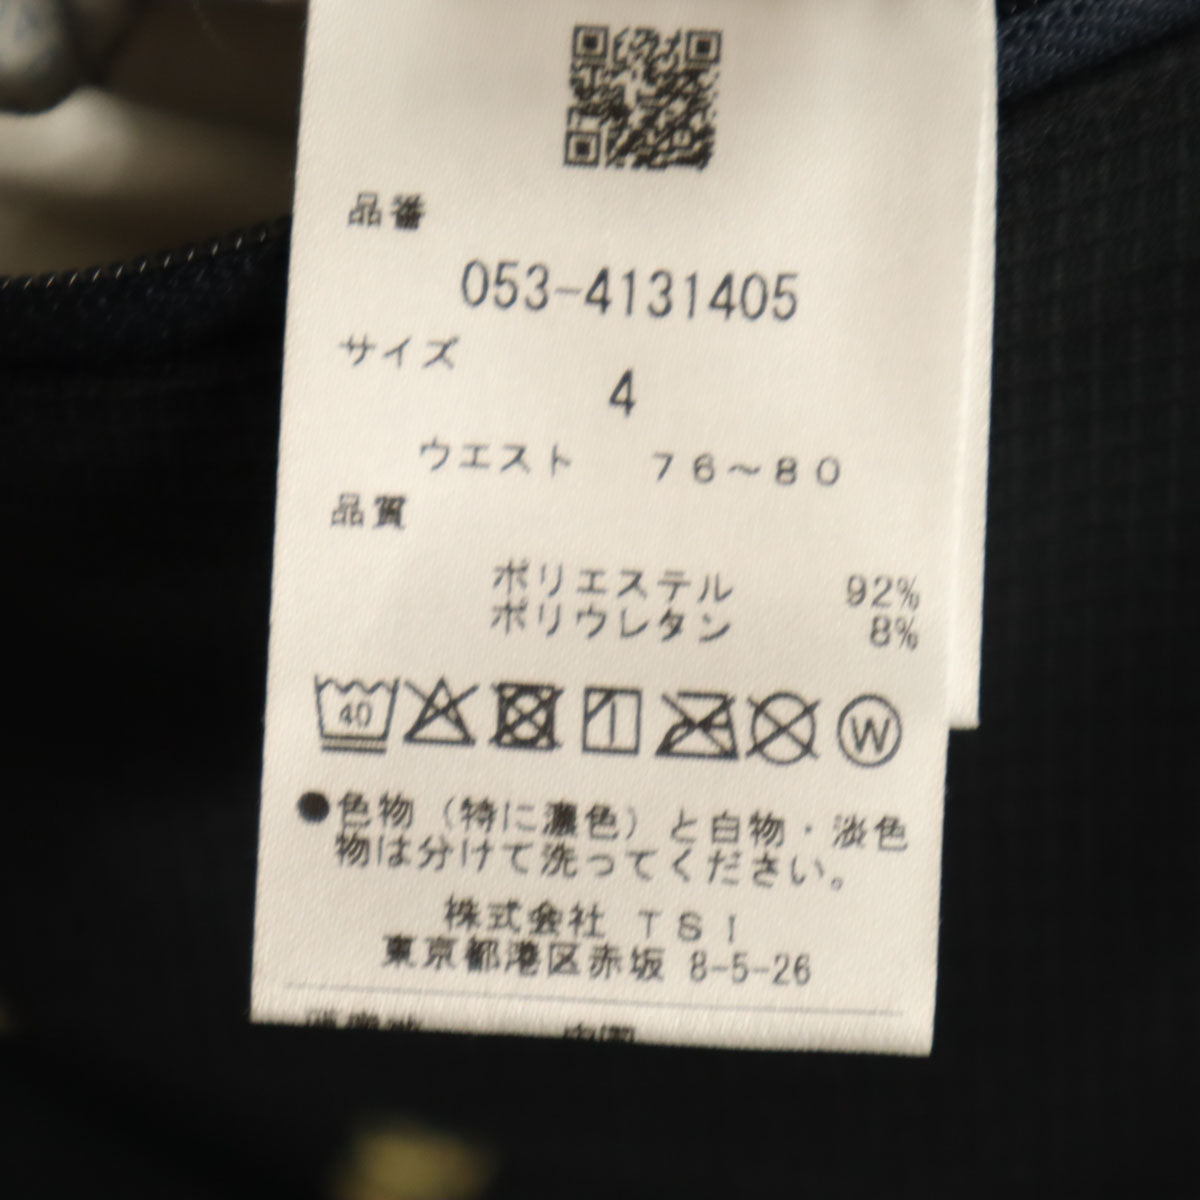 品番
053-4131405
サイズ
4
ウエスト 76～80
品質
ポリエステル 92%
ポリウレタン 8%
40 W
●色物（特に濃色）と白物・淡色
物は分けて洗ってください。
株式会社 TSI
東京都港区赤坂 8-5-26